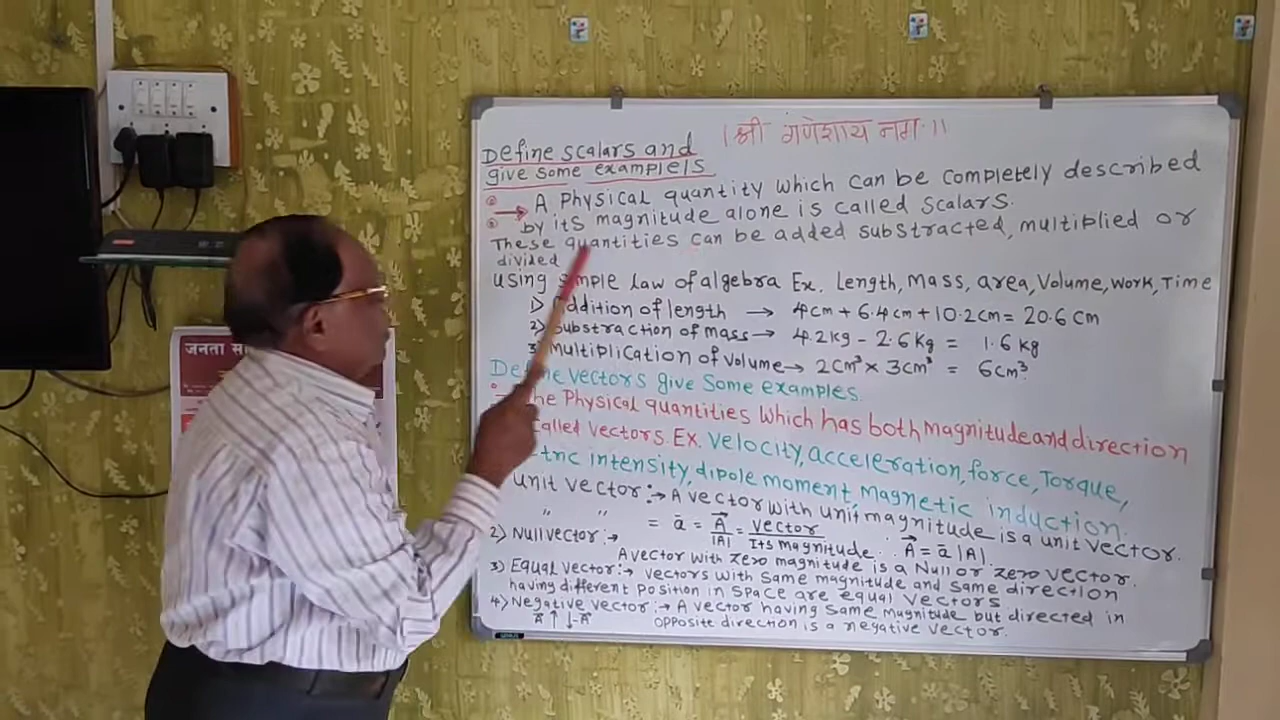 ।श्री गणेशाय नमः।।
Define scalars and
give some examplels
→ A Physical quantity which can be completely described
by its magnitude alone is called scalars.
These quantities can be added substracted, multiplied or
divided
using simple law of algebra Ex. Length, Mass, area, Volume, Work, Time
1) Addition of length → 4cm + 6.4cm + 10.2cm = 20.6 cm
2) Substraction of mass → 4.2kg - 2.6kg = 1.6 kg
3) multiplication of volume → 2cm³ × 3cm³ = 6cm³.
Define vectors give some examples.
The Physical quantities which has both magnitude and direction
called vectors. Ex. Velocity, acceleration, force, Torque,
tric intensity, dipole moment, Magnetic induction.
unit vector :→ A vector with unit magnitude is a unit vector.
" " = ā = A⃗/|A| = vector/Its magnitude ∴ A⃗ = ā |A|
2) Null vector :→
A vector with zero magnitude is a Null or zero vector.
3) Equal vector :→ vectors with same magnitude and same direction
having different position in space are equal vectors
4) Negative vector :→ A vector having same magnitude but directed in
A⃗ ↑ ↓ -A⃗ opposite direction is a negative vector.
जनता स